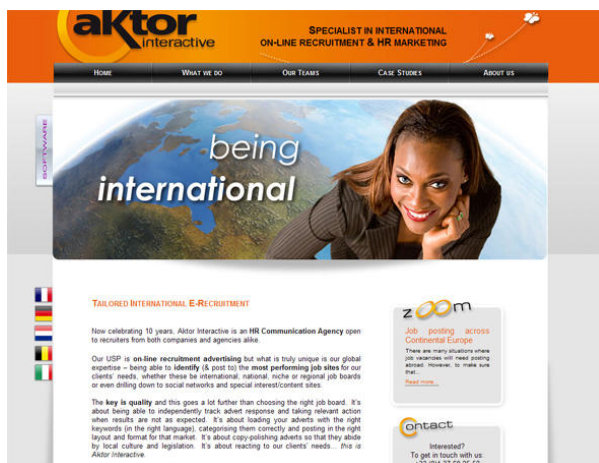 aktor
interactive
SPECIALIST IN INTERNATIONAL
ON-LINE RECRUITMENT & HR MARKETING
HOME WHAT WE DO OUR TEAMS CASE STUDIES ABOUT US
SOFTWARE
being
international
TAILORED INTERNATIONAL E-RECRUITMENT
Now celebrating 10 years, Aktor Interactive is an HR Communication Agency open
to recruiters from both companies and agencies alike.
Our USP is on-line recruitment advertising but what is truly unique is our global
expertise – being able to identify (& post to) the most performing job sites for our
clients' needs, whether these be international, national, niche or regional job boards
or even drilling down to social networks and special interest/content sites.
The key is quality and this goes a lot further than choosing the right job board. It's
about being able to independently track advert response and taking relevant action
when results are not as expected. It's about loading your adverts with the right
keywords (in the right language), categorising them correctly and posting in the right
layout and format for that market. It's about copy-polishing adverts so that they abide
by local culture and legislation. It's about reacting to our clients' needts... this is
Aktor Interactive.
zoom
Job posting across
Continental Europe
There are many situations where
job vacancies will need posting
abroad. However, to make sure
that...
Read more...
Contact
Interested?
To get in touch with us: